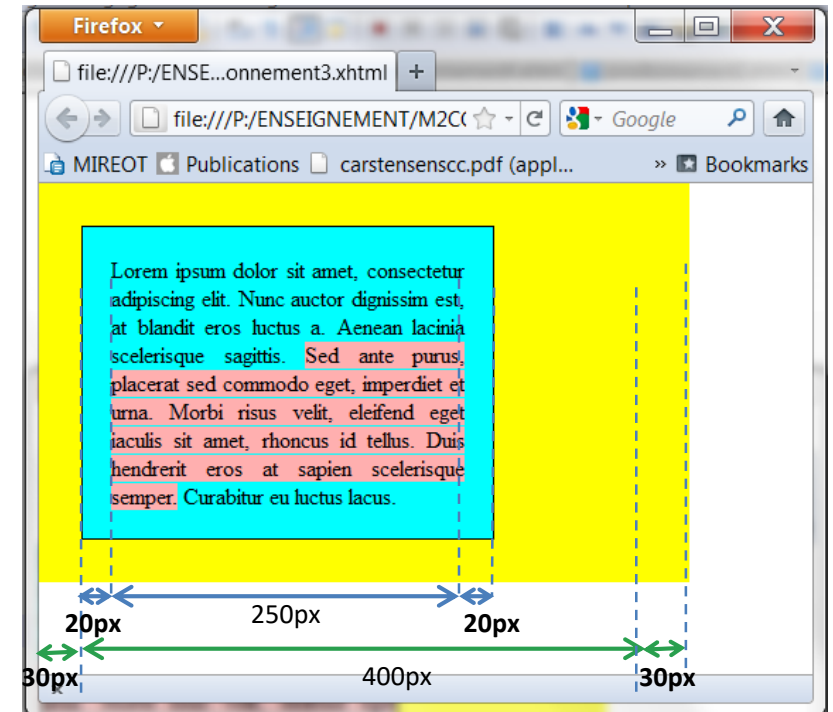 Firefox
file:///P:/ENSE...onnement3.xhtml +
file:///P:/ENSEIGNEMENT/M2C( Google
MIREOT Publications carstensenscc.pdf (appl... » Bookmarks
Lorem ipsum dolor sit amet, consectetur
adipiscing elit. Nunc auctor dignissim est,
at blandit eros luctus a. Aenean lacinia
scelerisque sagittis. Sed ante purus,
placerat sed commodo eget, imperdiet et
urna. Morbi risus velit, eleifend eget
iaculis sit amet, rhoncus id tellus. Duis
hendrerit eros at sapien scelerisque
semper. Curabitur eu luctus lacus.
20px 250px 20px
30px 400px 30px
x